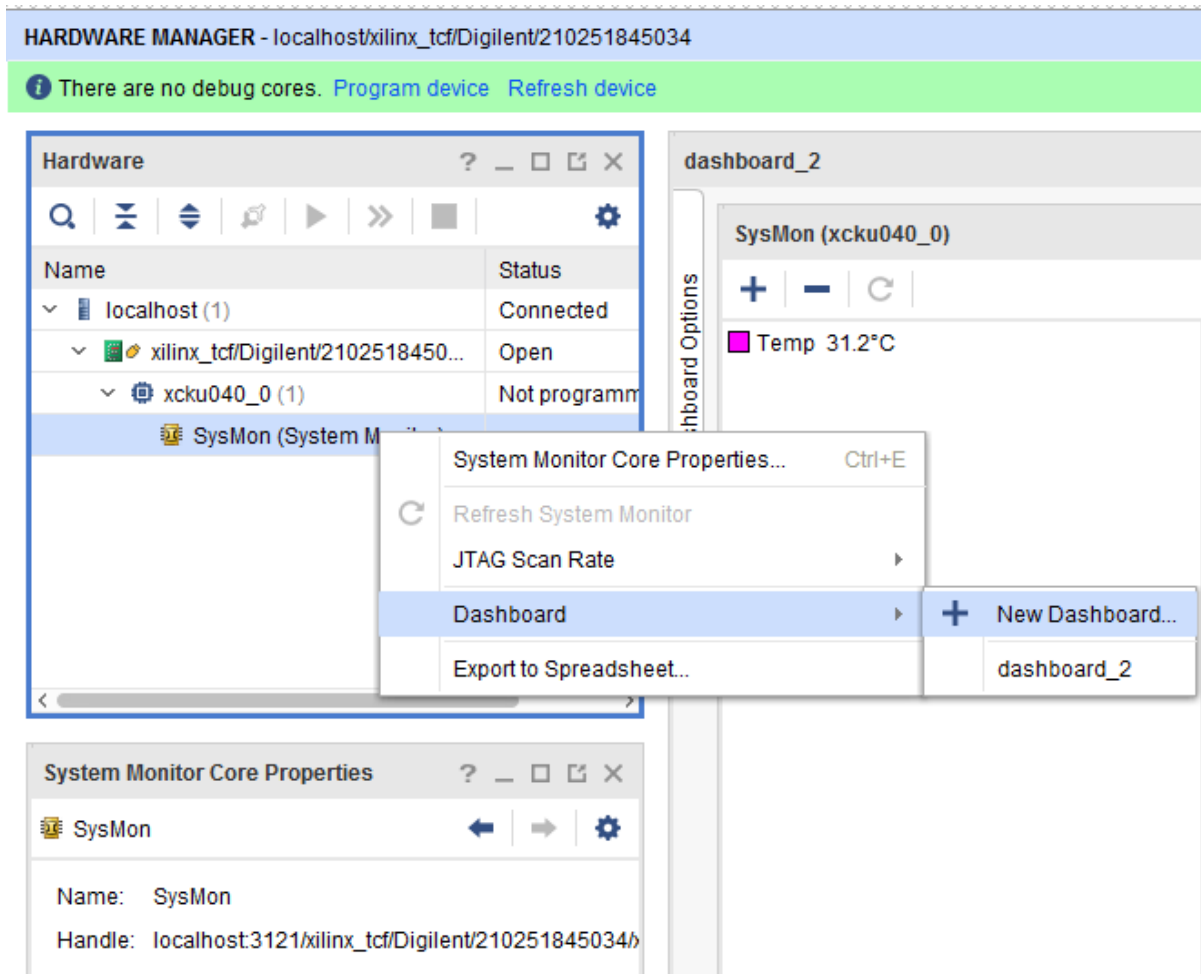 HARDWARE MANAGER - localhost/xilinx_tcf/Digilent/210251845034
There are no debug cores. Program device Refresh device
Hardware
Name Status
localhost (1) Connected
xilinx_tcf/Digilent/2102518450... Open
xcku040_0 (1) Not programm
SysMon (System M
System Monitor Core Properties... Ctrl+E
Refresh System Monitor
JTAG Scan Rate
Dashboard
Export to Spreadsheet...
New Dashboard...
dashboard_2
dashboard_2
hboard Options
SysMon (xcku040_0)
Temp 31.2°C
System Monitor Core Properties
SysMon
Name: SysMon
Handle: localhost:3121/xilinx_tcf/Digilent/210251845034/x